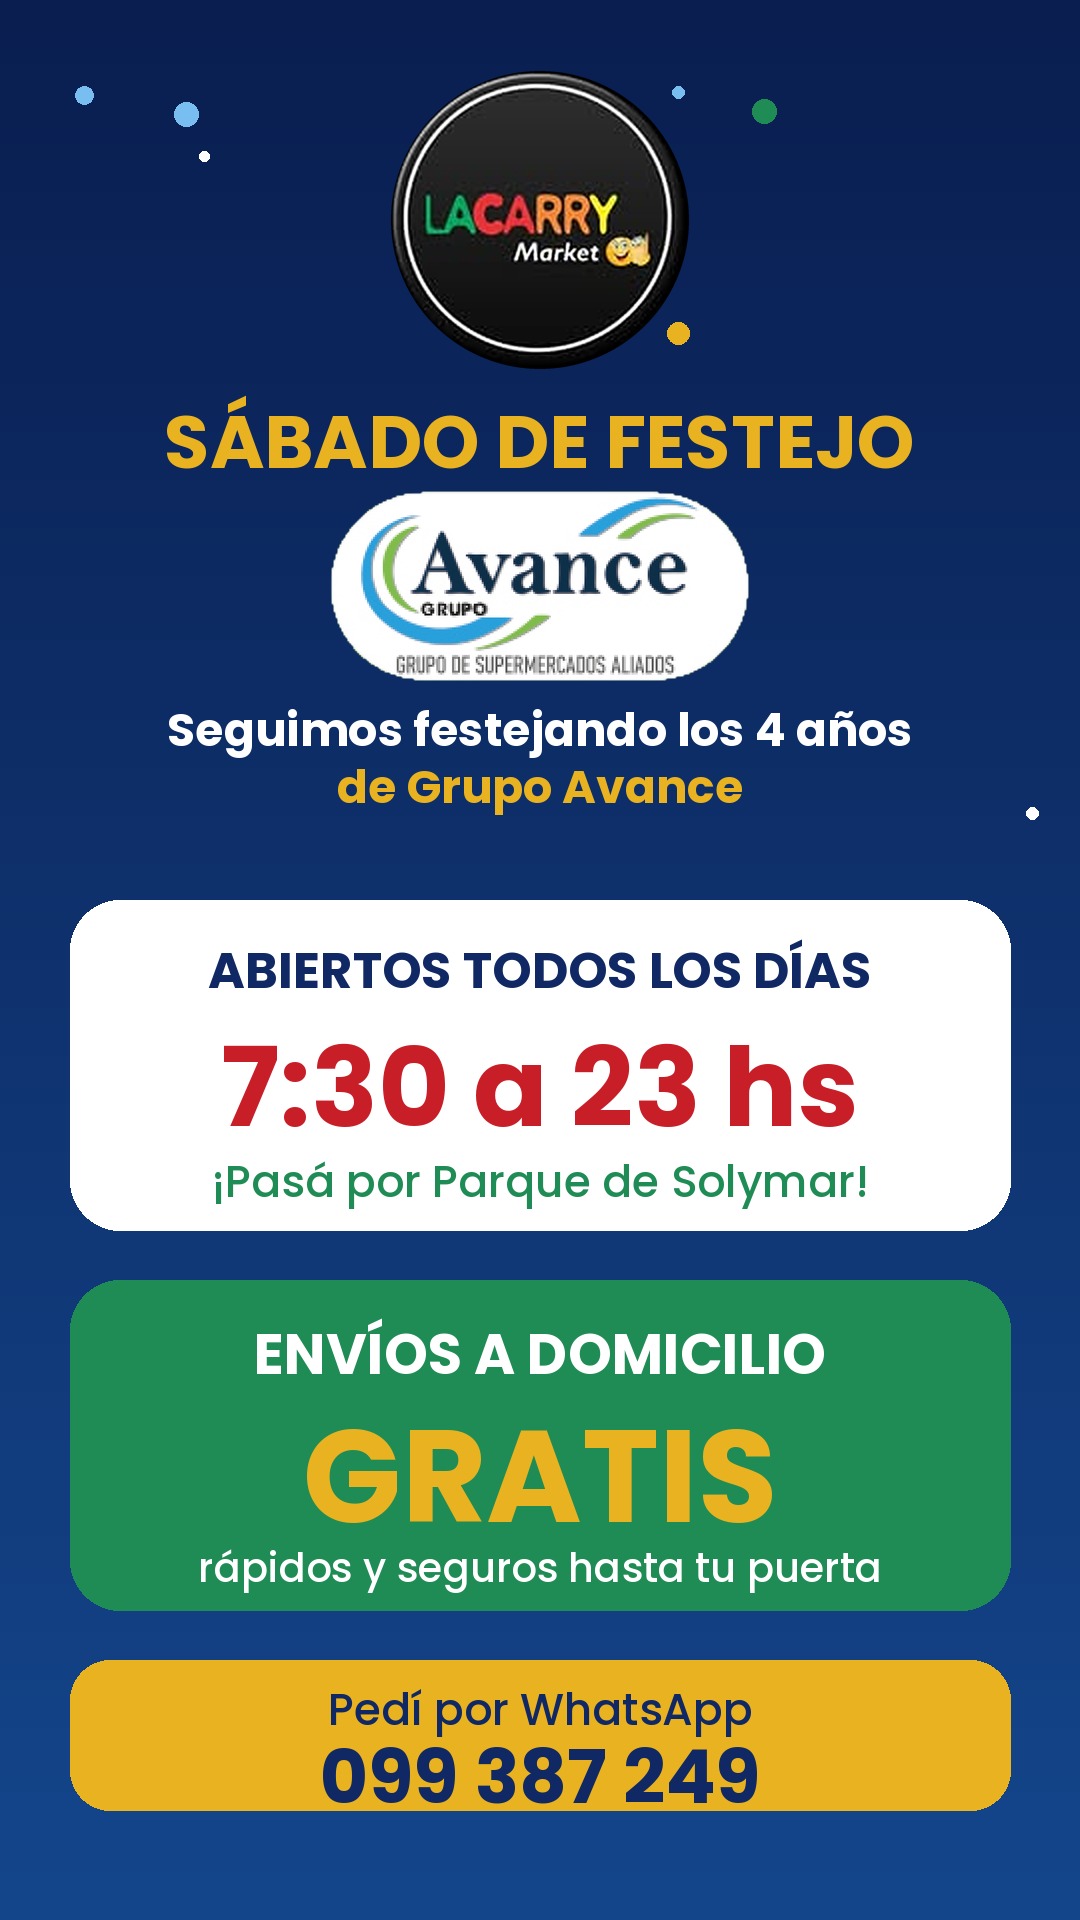 LACARRY
Market
SÁBADO DE FESTEJO
Avance
GRUPO
GRUPO DE SUPERMERCADOS ALIADOS
Seguimos festejando los 4 años
de Grupo Avance
ABIERTOS TODOS LOS DÍAS
7:30 a 23 hs
¡Pasá por Parque de Solymar!
ENVÍOS A DOMICILIO
GRATIS
rápidos y seguros hasta tu puerta
Pedí por WhatsApp
099 387 249